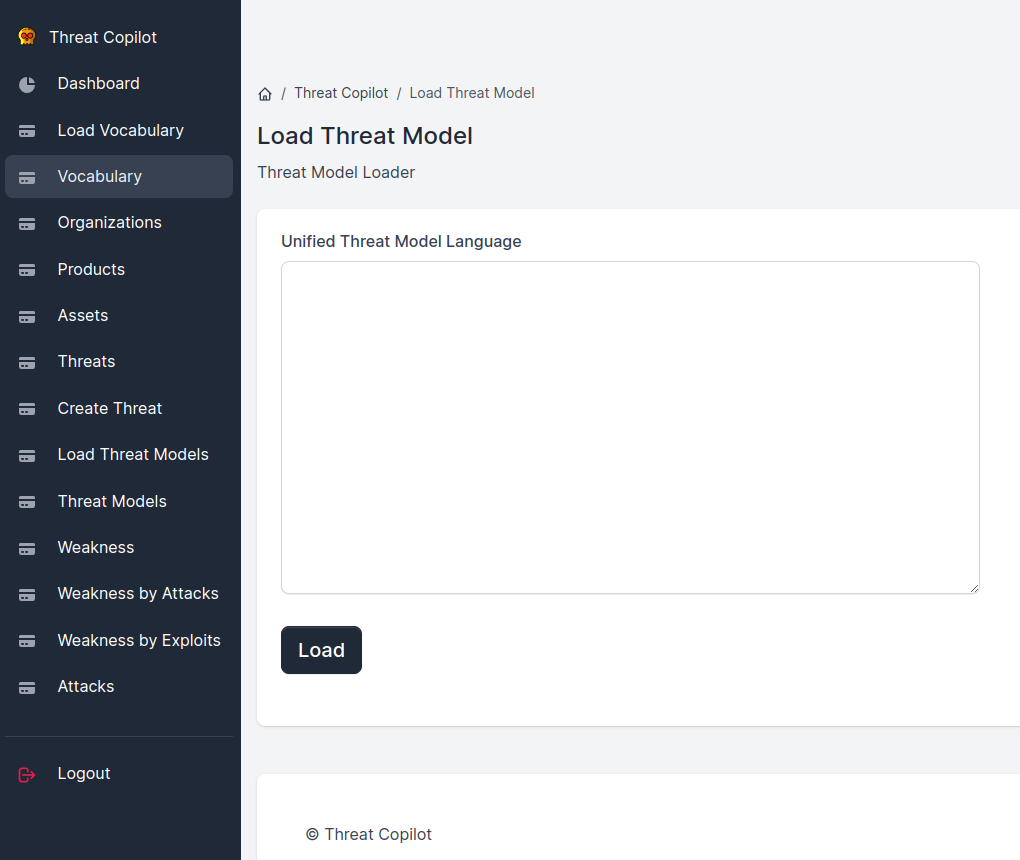 Threat Copilot
Dashboard
Load Vocabulary
Vocabulary
Organizations
Products
Assets
Threats
Create Threat
Load Threat Models
Threat Models
Weakness
Weakness by Attacks
Weakness by Exploits
Attacks
Logout
/ Threat Copilot / Load Threat Model
Load Threat Model
Threat Model Loader
Unified Threat Model Language
Load
© Threat Copilot